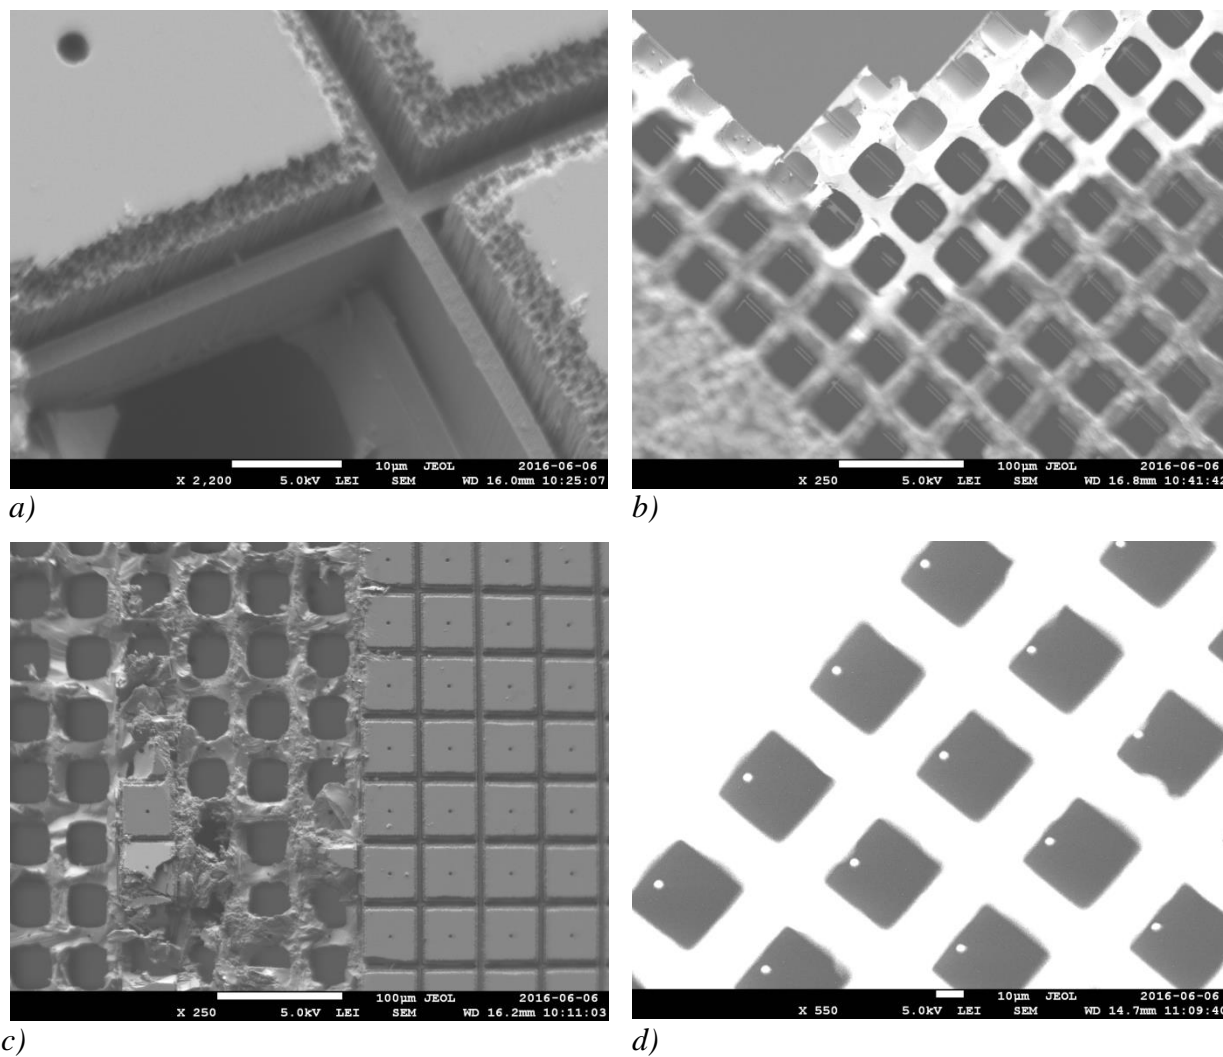 10µm JEOL 2016-06-06
X 2,200 5.0kV LEI SEM WD 16.0mm 10:25:07
a)
100µm JEOL 2016-06-06
X 250 5.0kV LEI SEM WD 16.8mm 10:41:42
b)
100µm JEOL 2016-06-06
X 250 5.0kV LEI SEM WD 16.2mm 10:11:03
c)
10µm JEOL 2016-06-06
X 550 5.0kV LEI SEM WD 14.7mm 11:09:40
d)